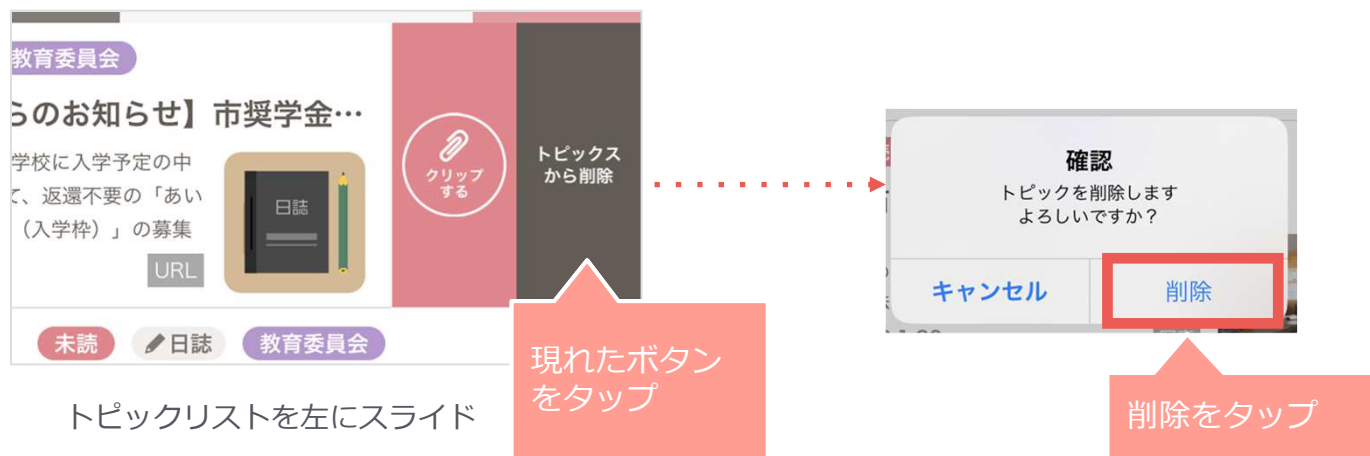 教育委員会
らのお知らせ】市奨学金…
学校に入学予定の中
て、返還不要の「あい
（入学枠）」の募集
日誌
URL
クリップ
する
トピックス
から削除
未読
日誌
教育委員会
現れたボタン
をタップ
トピックリストを左にスライド
確認
トピックを削除します
よろしいですか？
キャンセル
削除
削除をタップ